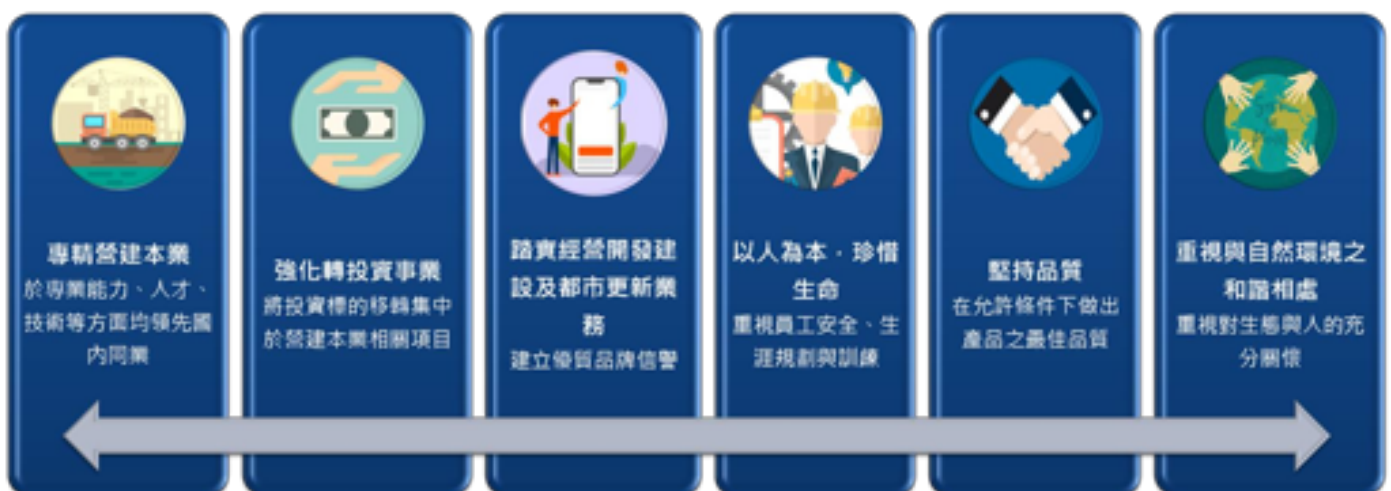 專精營建本業
於專業能力、人才、
技術等方面均領先國
內同業
強化轉投資事業
將投資標的移轉集中
於營建本業相關項目
踏實經營開發建
設及都市更新業
務
建立優質品牌信譽
以人為本，珍惜
生命
重視員工安全、生
涯規劃與訓練
堅持品質
在允許條件下做出
產品之最佳品質
重視與自然環境之
和諧相處
重視對生態與人的充
分關懷